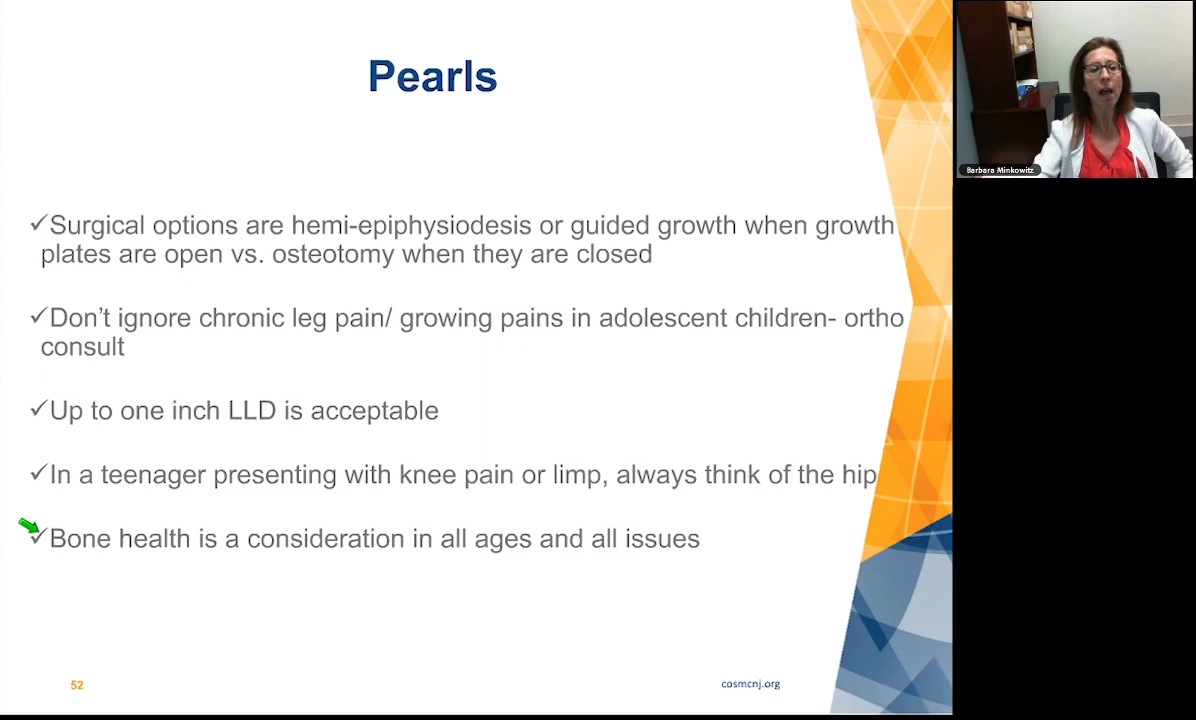 Pearls
✓Surgical options are hemi-epiphysiodesis or guided growth when growth
plates are open vs. osteotomy when they are closed
✓Don't ignore chronic leg pain/ growing pains in adolescent children- ortho
consult
✓Up to one inch LLD is acceptable
✓In a teenager presenting with knee pain or limp, always think of the hip
✓Bone health is a consideration in all ages and all issues
52
cosmcnj.org
Barbara Minkowitz